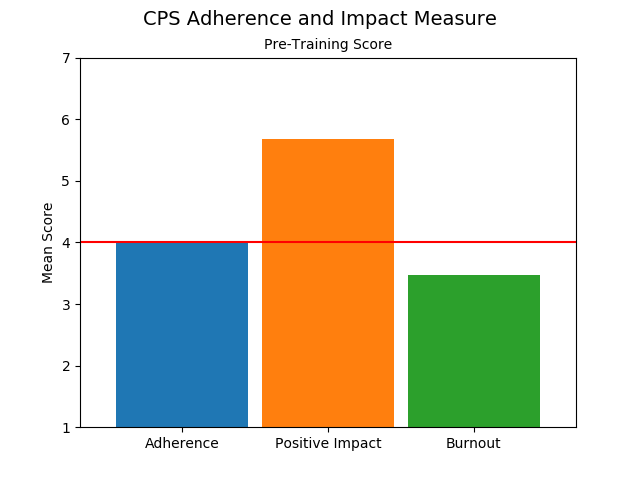 CPS Adherence and Impact Measure
Pre-Training Score
7
6
5
4
3
2
1
Mean Score
Adherence Positive Impact Burnout